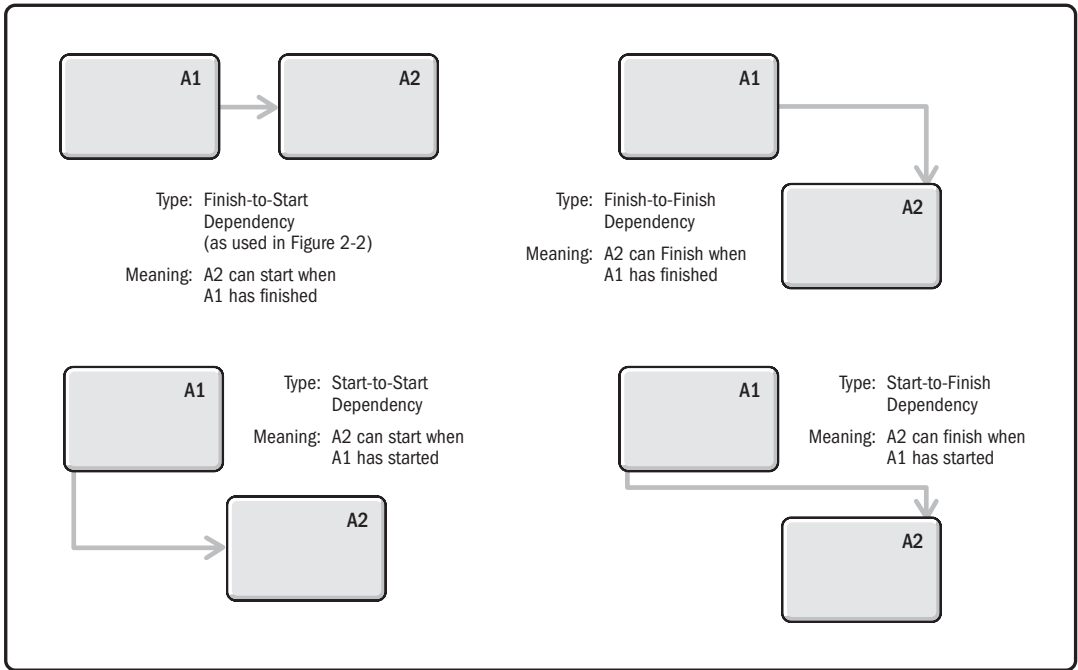 A1
A2
Type: Finish-to-Start
Dependency
(as used in Figure 2-2)
Meaning: A2 can start when
A1 has finished
A1
Type: Finish-to-Finish
Dependency
Meaning: A2 can Finish when
A1 has finished
A2
A1
Type: Start-to-Start
Dependency
Meaning: A2 can start when
A1 has started
A2
A1
Type: Start-to-Finish
Dependency
Meaning: A2 can finish when
A1 has started
A2